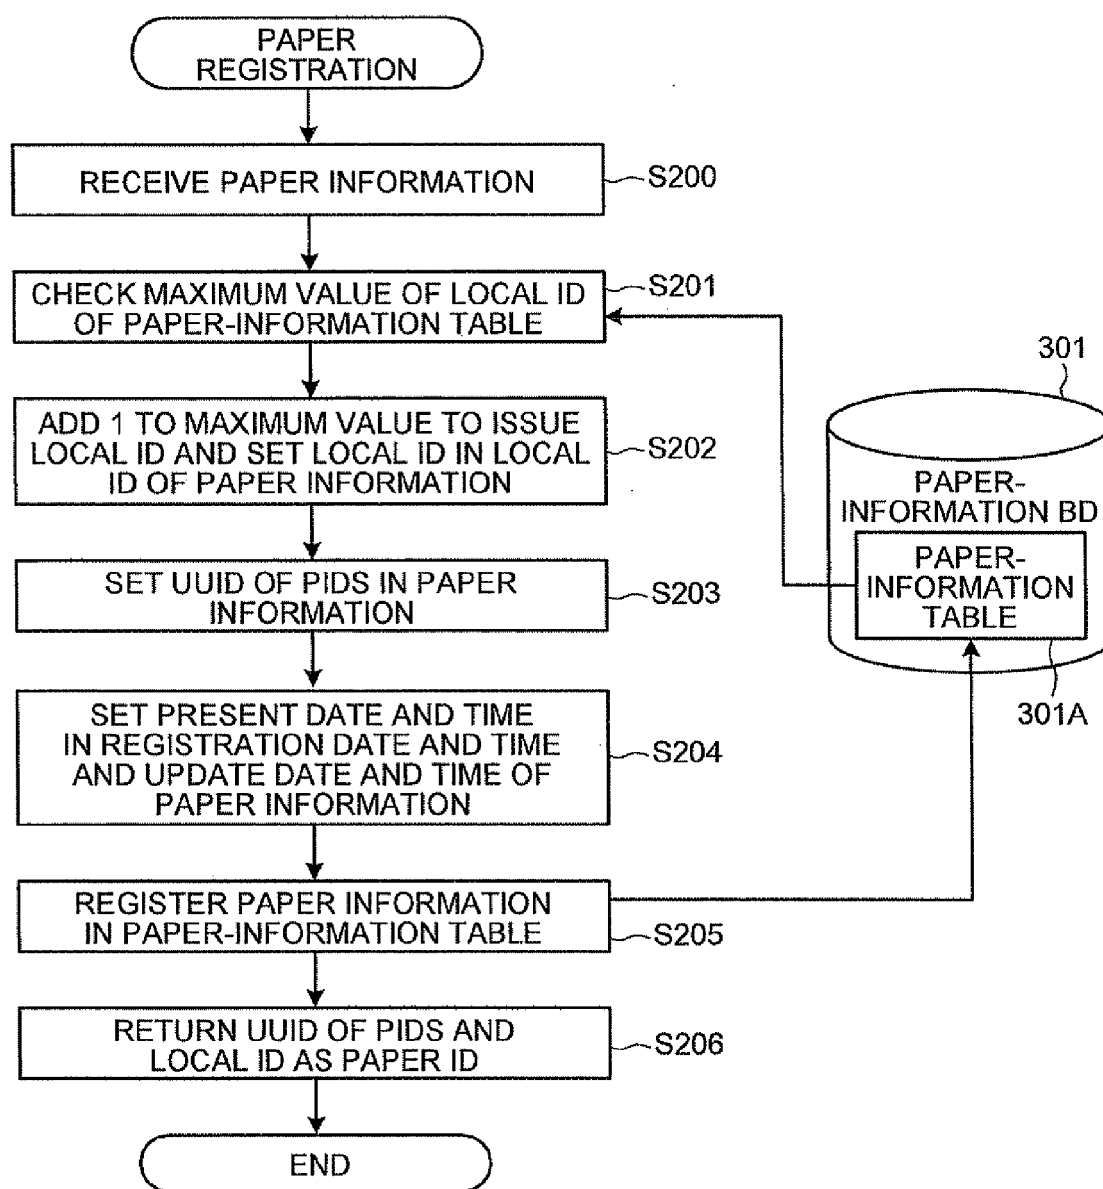 PAPER
REGISTRATION
RECEIVE PAPER INFORMATION
S200
CHECK MAXIMUM VALUE OF LOCAL ID
OF PAPER-INFORMATION TABLE
S201
ADD 1 TO MAXIMUM VALUE TO ISSUE
LOCAL ID AND SET LOCAL ID IN LOCAL
ID OF PAPER INFORMATION
S202
SET UUID OF PIDS IN PAPER
INFORMATION
S203
SET PRESENT DATE AND TIME
IN REGISTRATION DATE AND TIME
AND UPDATE DATE AND TIME OF
PAPER INFORMATION
S204
REGISTER PAPER INFORMATION
IN PAPER-INFORMATION TABLE
S205
RETURN UUID OF PIDS AND
LOCAL ID AS PAPER ID
S206
END
301
PAPER-
INFORMATION BD
PAPER-
INFORMATION
TABLE
301A